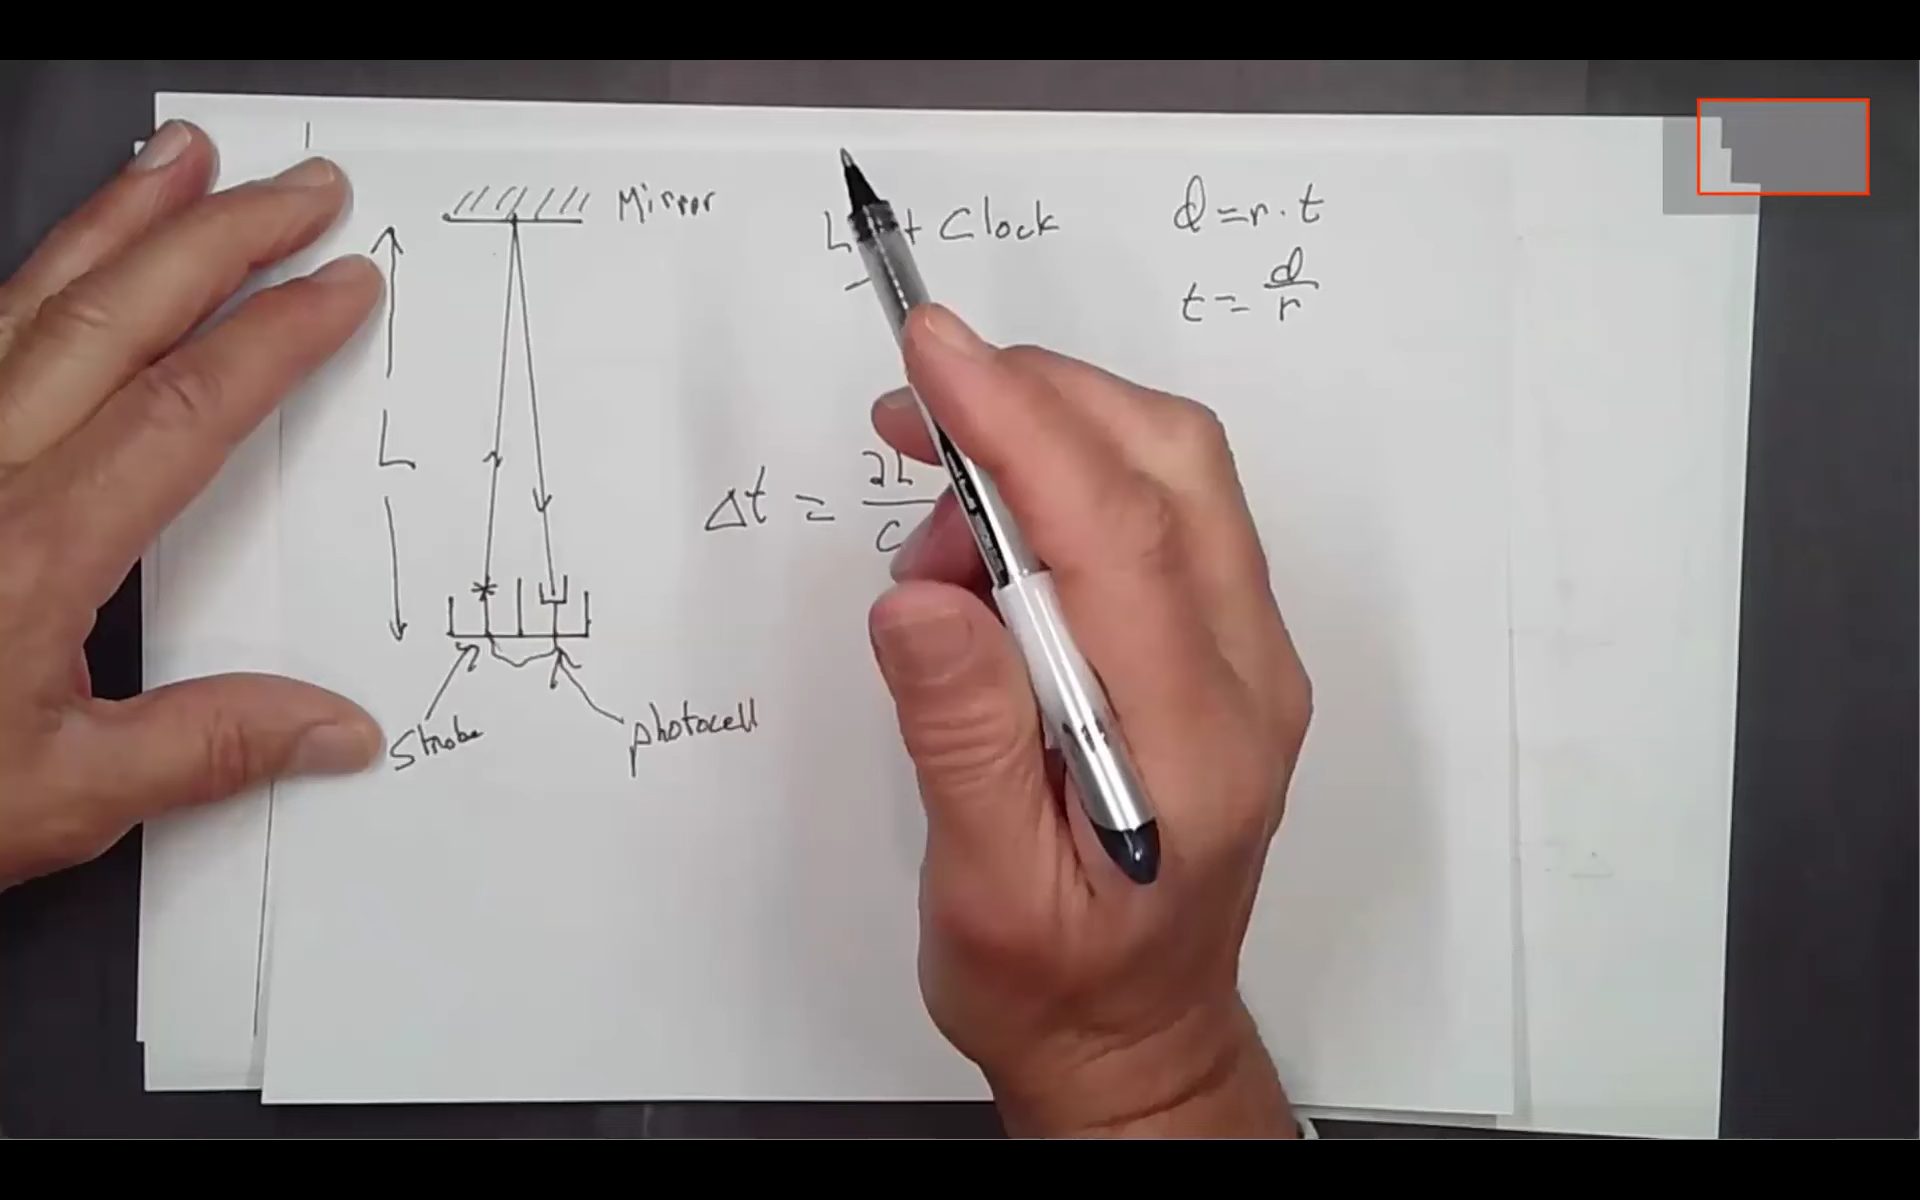 Mirror
Clock
d=r·t
t=d/r
L
Δt = 2L/c
Strobe
photocell